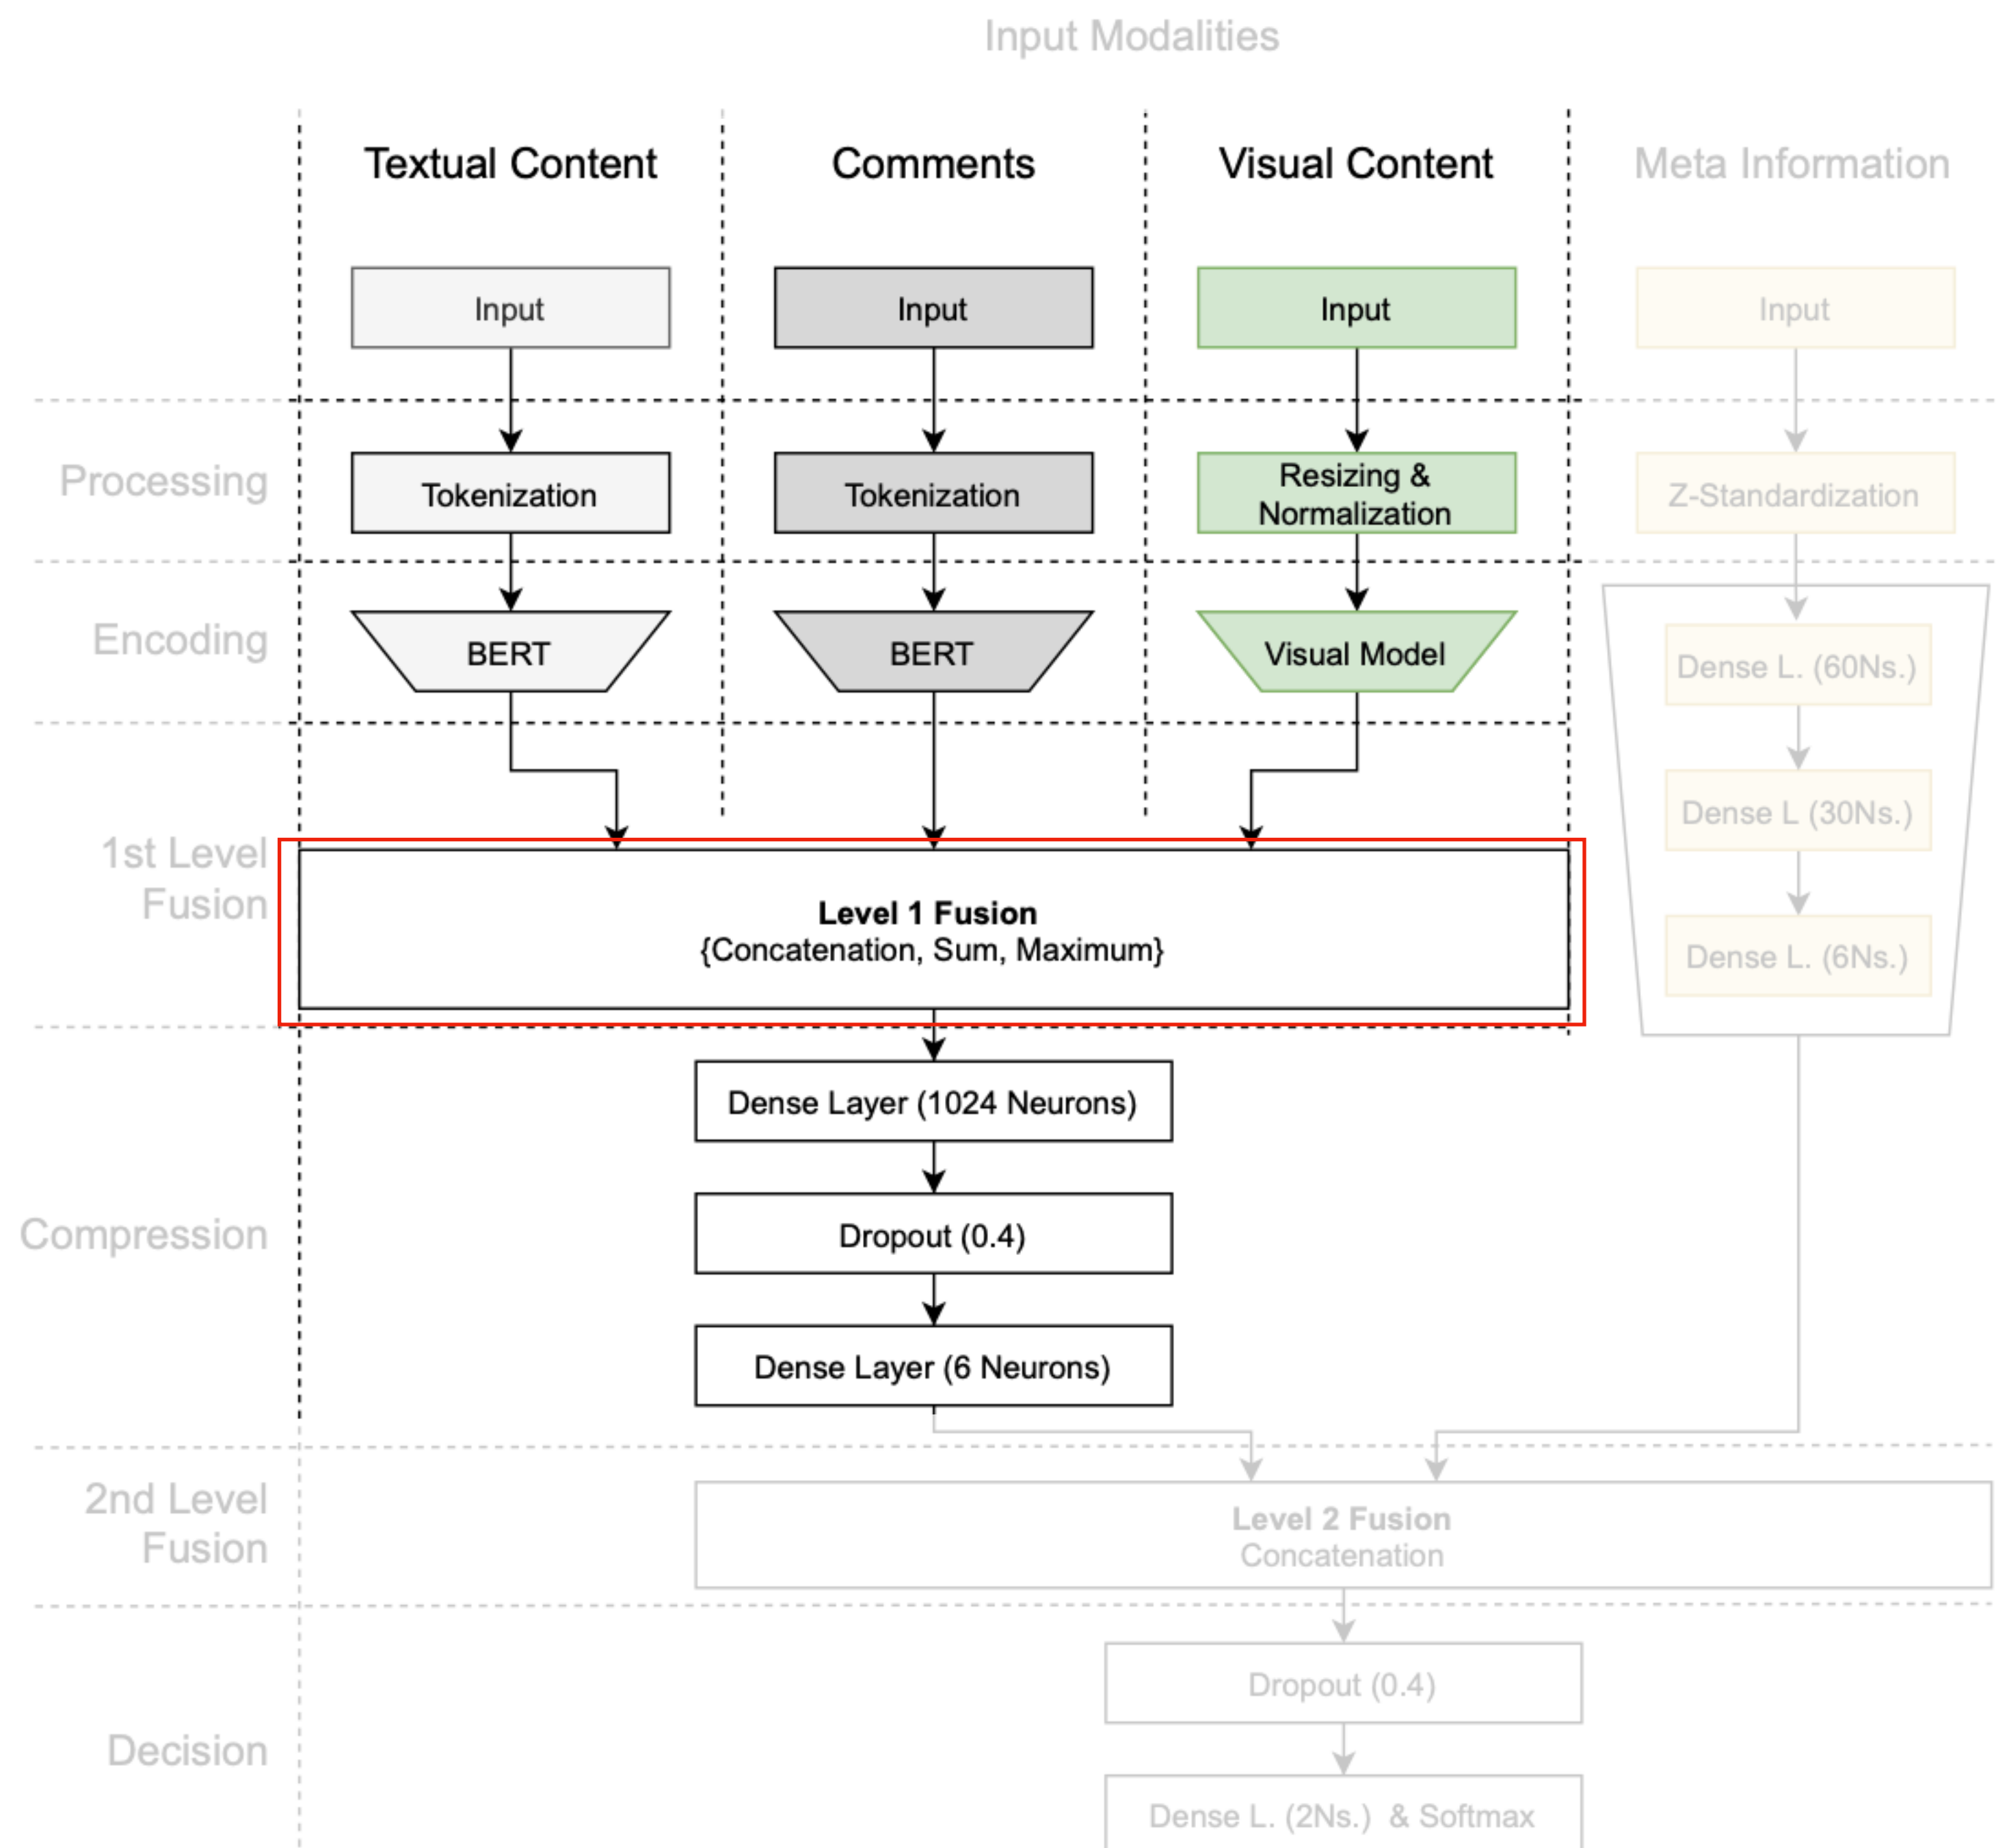 Input Modalities
Textual Content
Comments
Visual Content
Meta Information
Input
Input
Input
Input
Processing
Tokenization
Tokenization
Resizing &
Normalization
Z-Standardization
Encoding
BERT
BERT
Visual Model
Dense L. (60Ns.)
Dense L (30Ns.)
Dense L. (6Ns.)
1st Level
Fusion
Level 1 Fusion
{Concatenation, Sum, Maximum}
Compression
Dense Layer (1024 Neurons)
Dropout (0.4)
Dense Layer (6 Neurons)
2nd Level
Fusion
Level 2 Fusion
Concatenation
Decision
Dropout (0.4)
Dense L. (2Ns.) & Softmax